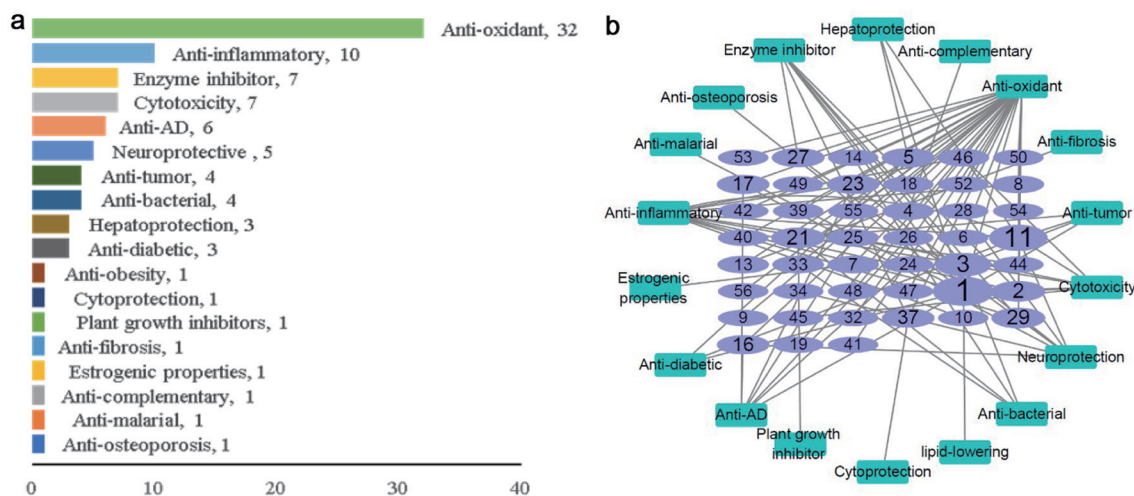 a
Anti-oxidant, 32
Anti-inflammatory, 10
Enzyme inhibitor, 7
Cytotoxicity, 7
Anti-AD, 6
Neuroprotective , 5
Anti-tumor, 4
Anti-bacterial, 4
Hepatoprotection, 3
Anti-diabetic, 3
Anti-obesity, 1
Cytoprotection, 1
Plant growth inhibitors, 1
Anti-fibrosis, 1
Estrogenic properties, 1
Anti-complementary, 1
Anti-malarial, 1
Anti-osteoporosis, 1
0 10 20 30 40
b
Hepatoprotection
Enzyme inhibitor
Anti-complementary
Anti-oxidant
Anti-osteoporosis
Anti-malarial
Anti-fibrosis
53 27 14 5 46 50
17 49 23 18 52 8
Anti-inflammatory
42 39 55 4 28 54
Anti-tumor
40 21 25 26 6 11
13 33 7 24 3 44
Estrogenic
properties
Cytotoxicity
56 34 48 47 1 2
9 45 32 37 10 29
16 19 41
Anti-diabetic
Neuroprotection
Anti-AD
Anti-bacterial
Plant growth
inhibitor
lipid-lowering
Cytoprotection